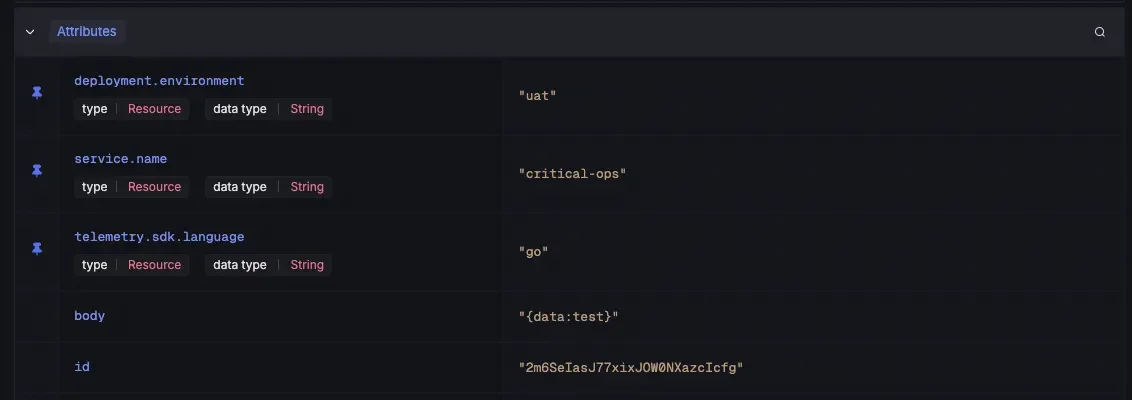 Attributes
deployment.environment
type Resource data type String
"uat"
service.name
type Resource data type String
"critical-ops"
telemetry.sdk.language
type Resource data type String
"go"
body
"{data:test}"
id
"2m6SeIasJ77xixJOW0NXazcIcfg"